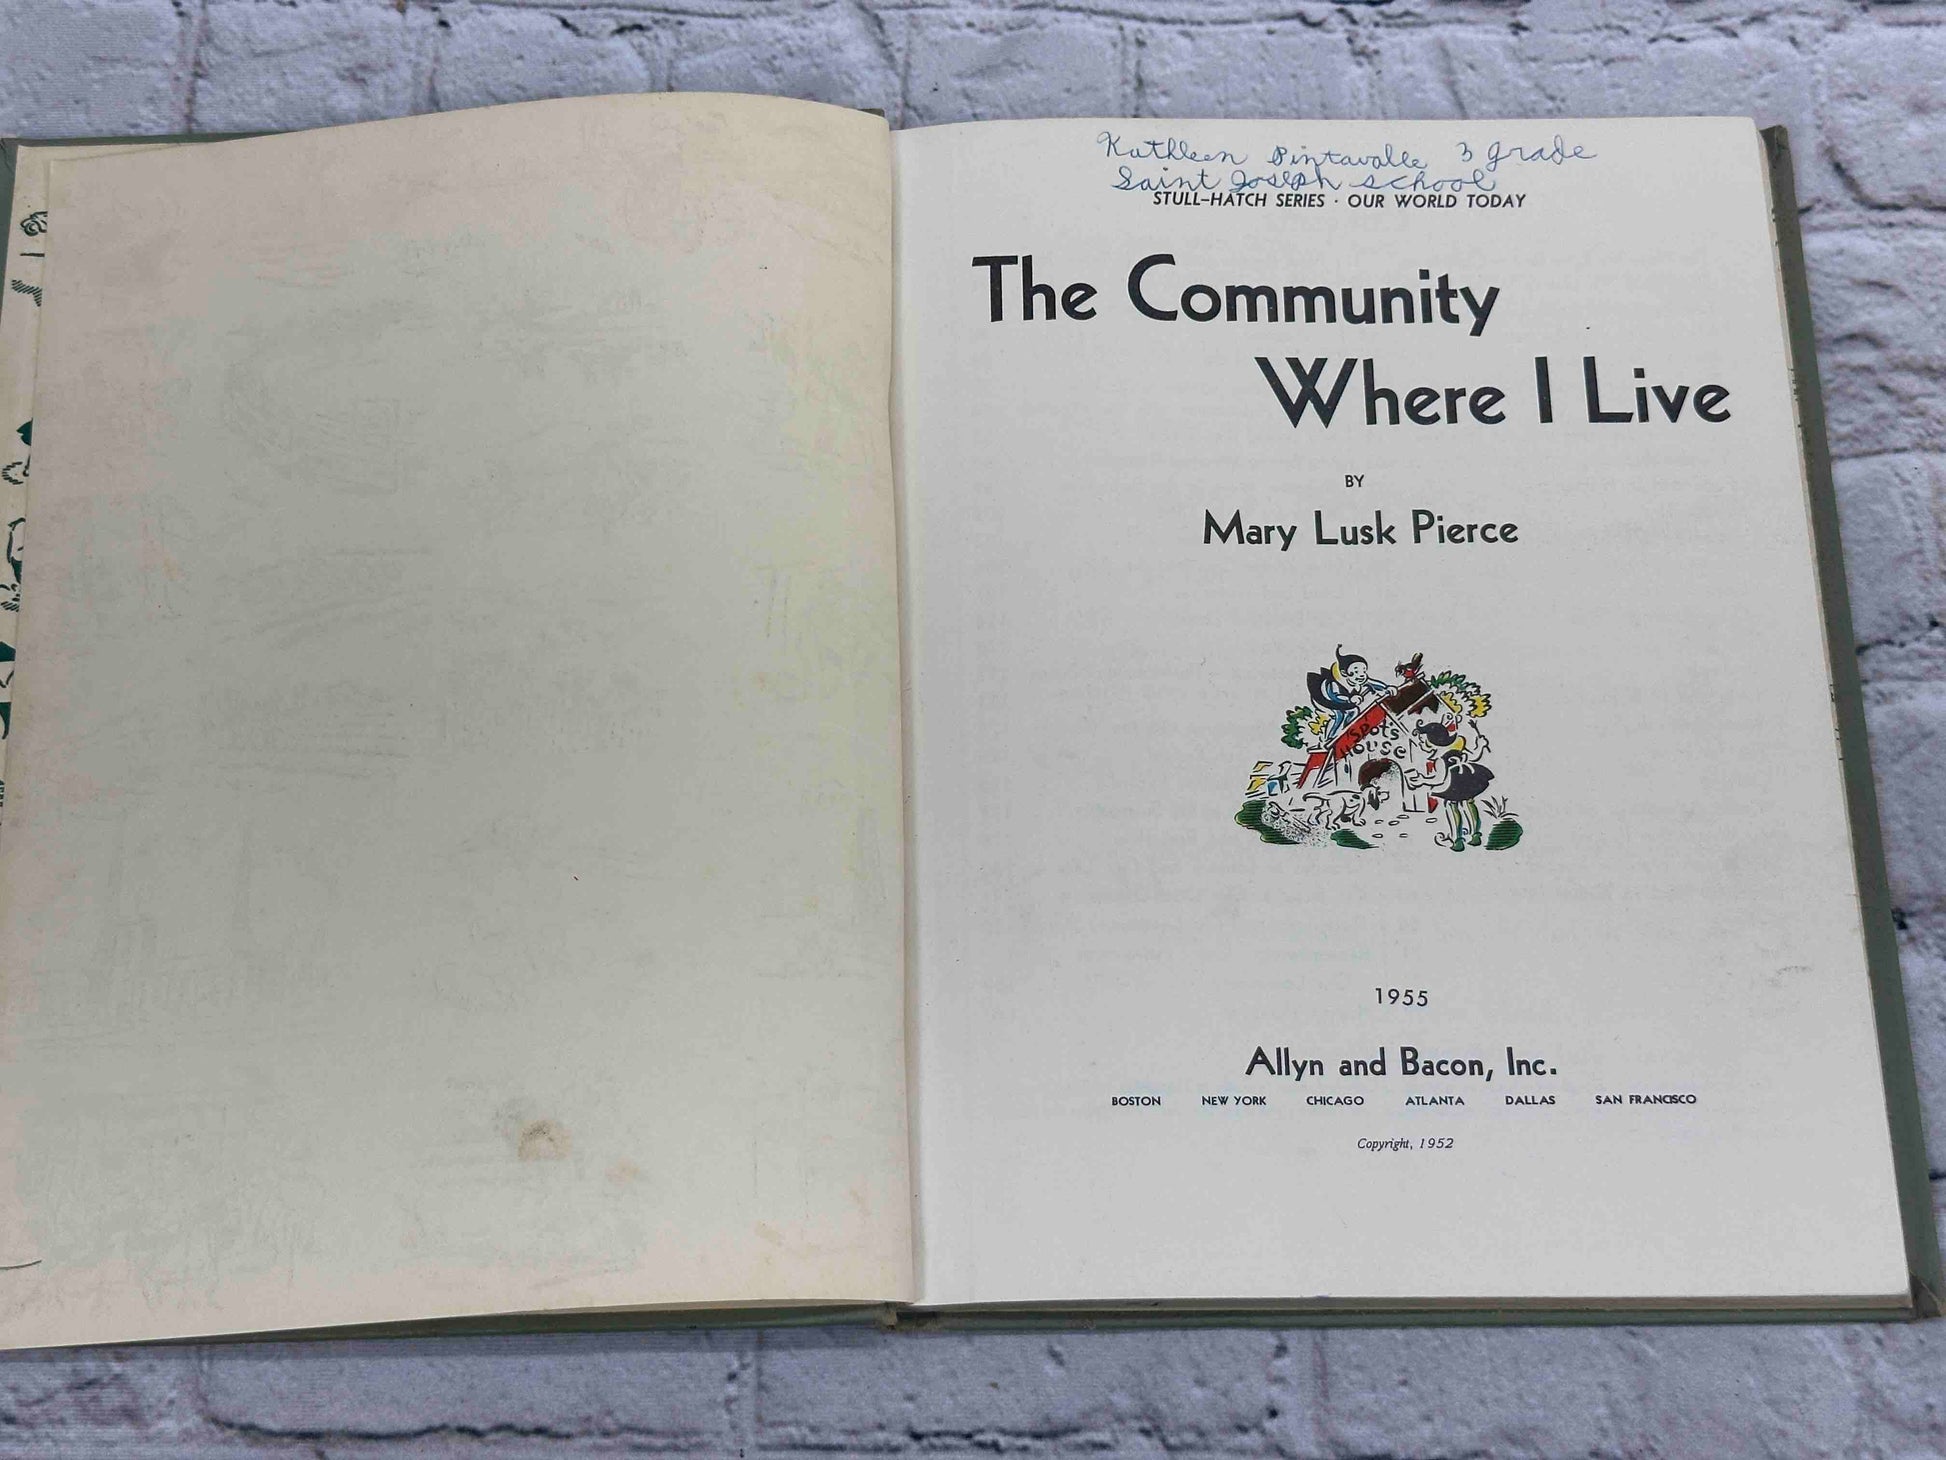 Kathleen Pintavalle 3 grade
Saint Joseph school
STULL-HATCH SERIES · OUR WORLD TODAY
The Community
Where I Live
BY
Mary Lusk Pierce
SPOT'S
HOUSE
1955
Allyn and Bacon, Inc.
BOSTON NEW YORK CHICAGO ATLANTA DALLAS SAN FRANCISCO
Copyright, 1952